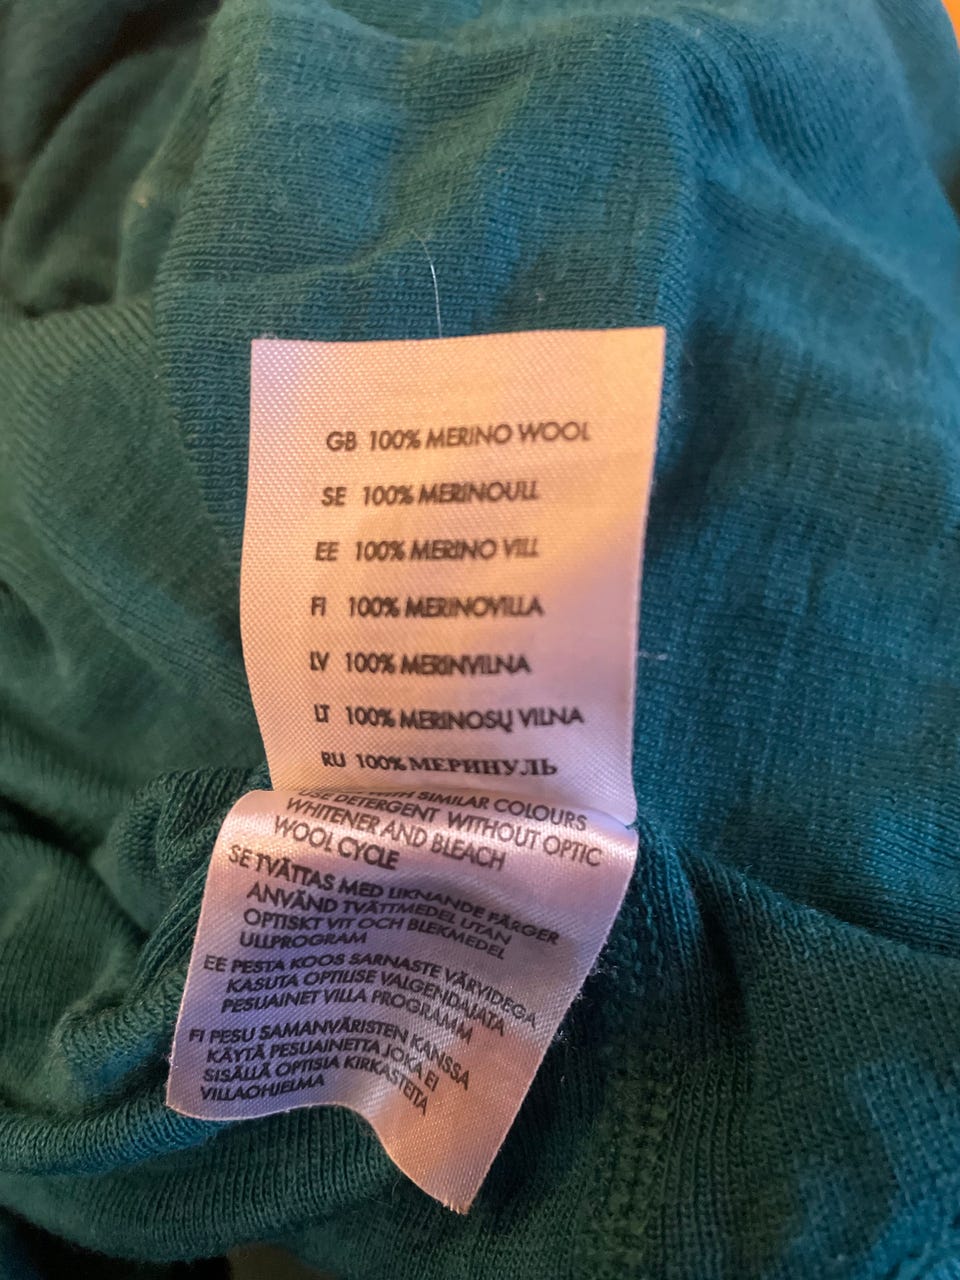 GB 100% MERINO WOOL
SE 100% MERINOULL
EE 100% MERINO VILL
FI 100% MERINOVILLA
LV 100% MERINVILNA
LT 100% MERINOSŲ VILNA
RU 100% МЕРИНУЛЬ
WITH SIMILAR COLOURS
USE DETERGENT WITHOUT OPTIC
WHITENER AND BLEACH
WOOL CYCLE
SE TVÄTTAS MED LIKNANDE FÄRGER
ANVÄND TVÄTTMEDEL UTAN
OPTISKT VIT OCH BLEKMEDEL
ULLPROGRAM
EE PESTA KOOS SARNASTE VÄRVIDEGA
KASUTA OPTILISE VALGENDAJATA
PESUAINET VILLA PROGRAMM
FI PESU SAMANVÄRISTEN KANSSA
KÄYTÄ PESUAINETTA JOKA EI
SISÄLLÄ OPTISIA KIRKASTEITA
VILLAOHJELMA